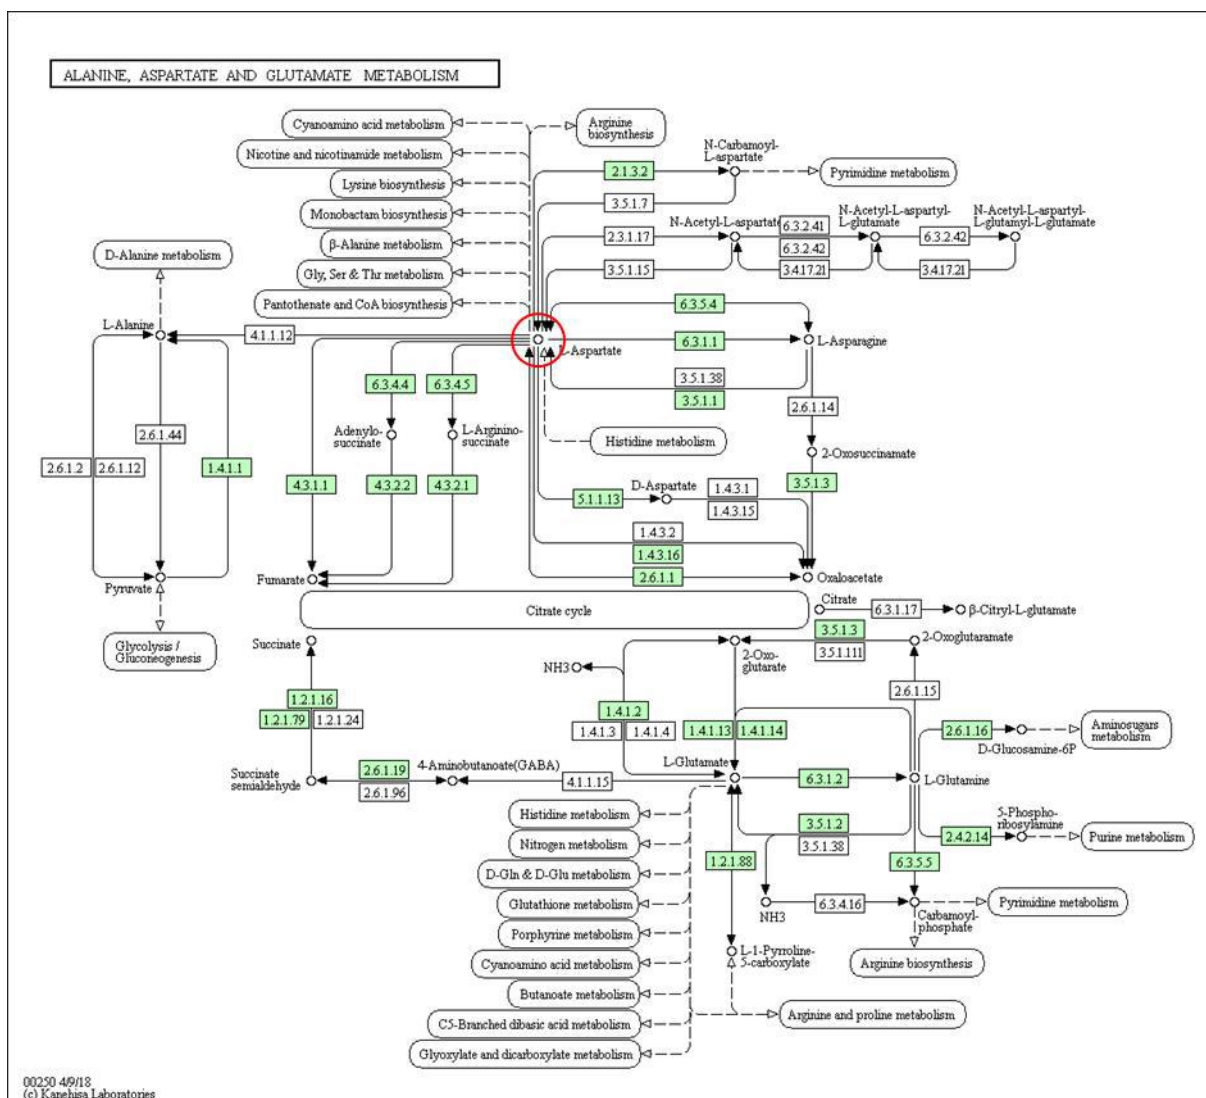 ALANINE, ASPARTATE AND GLUTAMATE METABOLISM
Cyanoamino acid metabolism
Arginine
biosynthesis
Nicotine and nicotinamide metabolism
N-Carbamoyl
L-aspartate
2.1.3.2
Pyrimidine metabolism
Lysine biosynthesis
3.5.1.7
Monobactam biosynthesis
N-Acetyl-L-aspartate
6.3.2.41
N-Acetyl-L-aspartyl-
L-glutamate
N-Acetyl-L-aspartyl-
L-glutamyl-L-glutamate
β-Alanine metabolism
2.3.1.17
6.3.2.42
6.3.2.42
D-Alanine metabolism
Gly, Ser & Thr metabolism
3.5.1.15
3.4.17.21
3.4.17.21
Pantothenate and CoA biosynthesis
6.3.5.4
L-Alanine
4.1.1.12
L-Aspartate
6.3.1.1
L-Asparagine
3.5.1.38
3.5.1.1
6.3.4.4
6.3.4.5
2.6.1.14
2.6.1.44
Adenylo-
succinate
L-Arginino-
succinate
Histidine metabolism
2-Oxosuccinamate
2.6.1.2
2.6.1.12
1.4.1.1
4.3.1.1
4.3.2.2
4.3.2.1
D-Aspartate
1.4.3.1
3.5.1.3
5.1.1.13
1.4.3.15
1.4.3.2
1.4.3.16
2.6.1.1
Pyruvate
Fumarate
Oxaloacetate
Citrate cycle
Citrate
6.3.1.17
β-Citryl-L-glutamate
Glycolysis /
Gluconeogenesis
Succinate
NH3
2-Oxo-
glutarate
3.5.1.3
3.5.1.111
2-Oxoglutaramate
2.6.1.15
1.2.1.16
1.2.1.79
1.2.1.24
1.4.1.2
1.4.1.3
1.4.1.4
1.4.1.13
1.4.1.14
2.6.1.16
D-Glucosamine-6P
Aminosugars
metabolism
Succinate
semialdehyde
2.6.1.19
2.6.1.96
4-Aminobutanoate(GABA)
4.1.1.15
L-Glutamate
6.3.1.2
L-Glutamine
Histidine metabolism
3.5.1.2
3.5.1.38
5-Phospho-
ribosylamine
2.4.2.14
Purine metabolism
Nitrogen metabolism
1.2.1.88
6.3.5.5
D-Gln & D-Glu metabolism
Glutathione metabolism
NH3
6.3.4.16
Carbamoyl-
phosphate
Pyrimidine metabolism
Porphyrine metabolism
L-1-Pyrroline-
5-carboxylate
Arginine biosynthesis
Cyanoamino acid metabolism
Butanoate metabolism
Arginine and proline metabolism
C5-Branched dibasic acid metabolism
Glyoxylate and dicarboxylate metabolism
00250 4/9/18
(c) Kanehisa Laboratories